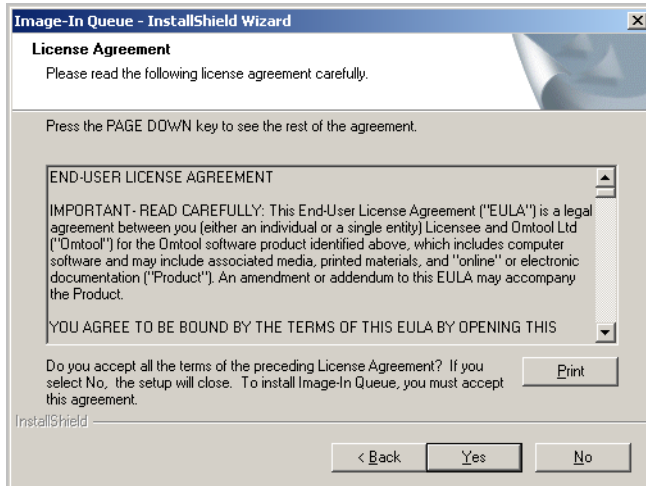 Image-In Queue - InstallShield Wizard
License Agreement
Please read the following license agreement carefully.
Press the PAGE DOWN key to see the rest of the agreement.
END-USER LICENSE AGREEMENT
IMPORTANT- READ CAREFULLY: This End-User License Agreement ("EULA") is a legal
agreement between you (either an individual or a single entity) Licensee and Omtool Ltd
("Omtool") for the Omtool software product identified above, which includes computer
software and may include associated media, printed materials, and "online" or electronic
documentation ("Product"). An amendment or addendum to this EULA may accompany
the Product.
YOU AGREE TO BE BOUND BY THE TERMS OF THIS EULA BY OPENING THIS
Do you accept all the terms of the preceding License Agreement? If you
select No, the setup will close. To install Image-In Queue, you must accept
this agreement.
Print
InstallShield
< Back
Yes
No